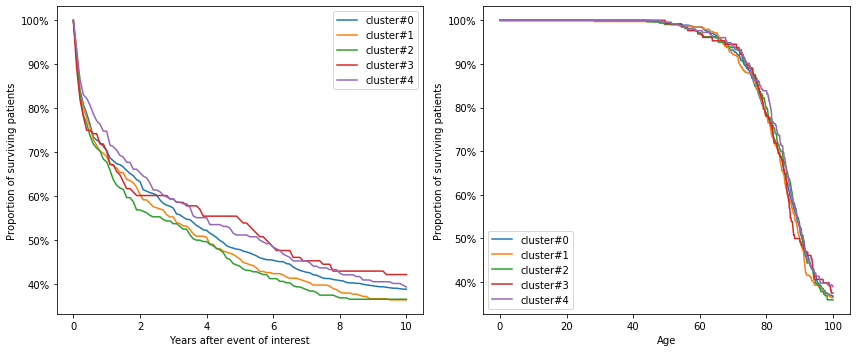 100%
90%
80%
70%
60%
50%
40%
Proportion of surviving patients
0
2
4
6
8
10
Years after event of interest
cluster#0
cluster#1
cluster#2
cluster#3
cluster#4
100%
90%
80%
70%
60%
50%
40%
Proportion of surviving patients
0
20
40
60
80
100
Age
cluster#0
cluster#1
cluster#2
cluster#3
cluster#4